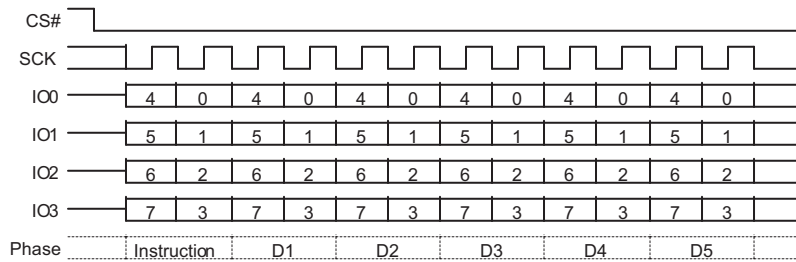 CS#
SCK
IO0 4 0 4 0 4 0 4 0 4 0 4 0
IO1 5 1 5 1 5 1 5 1 5 1 5 1
IO2 6 2 6 2 6 2 6 2 6 2 6 2
IO3 7 3 7 3 7 3 7 3 7 3 7 3
Phase Instruction D1 D2 D3 D4 D5